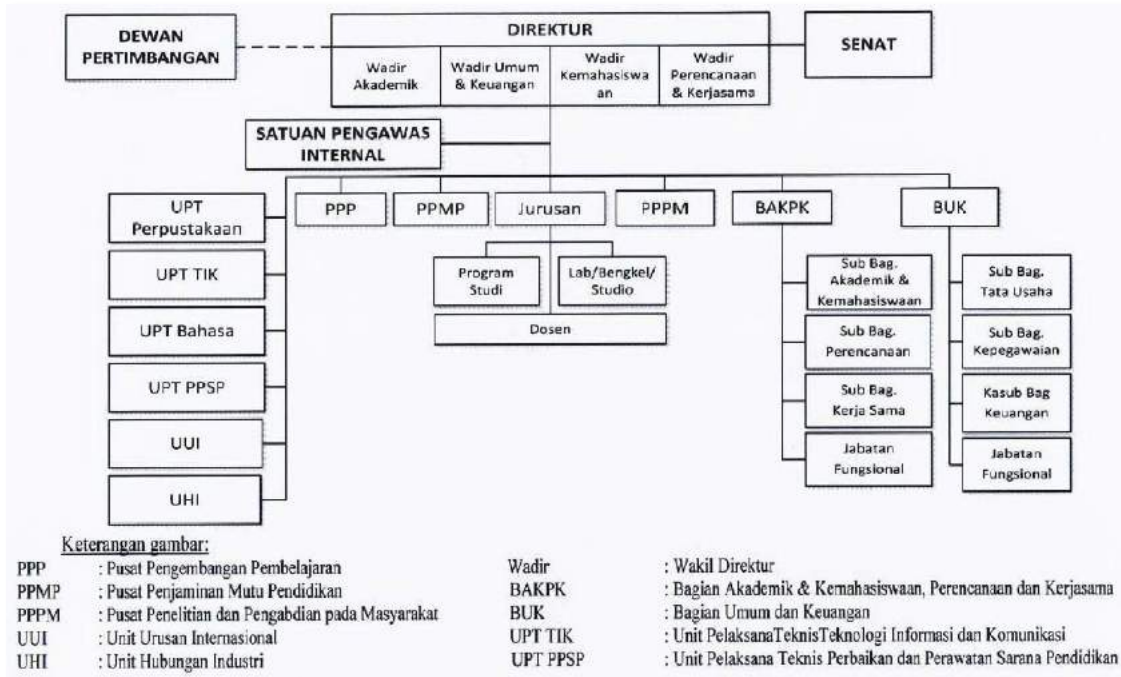 DEWAN
PERTIMBANGAN
DIREKTUR
Wadir
Akademik
Wadir Umum
& Keuangan
Wadir
Kemahasiswa
an
Wadir
Perencanaan
& Kerjasama
SENAT
SATUAN PENGAWAS
INTERNAL
UPT
Perpustakaan
UPT TIK
UPT Bahasa
UPT PPSP
UUI
UHI
PPP
PPMP
Jurusan
PPPM
BAKPK
BUK
Program
Studi
Lab/Bengkel/
Studio
Dosen
Sub Bag.
Akademik &
Kemahasiswaan
Sub Bag.
Perencanaan
Sub Bag.
Kerja Sama
Jabatan
Fungsional
Sub Bag.
Tata Usaha
Sub Bag.
Kepegawaian
Kasub Bag
Keuangan
Jabatan
Fungsional
Keterangan gambar:
PPP : Pusat Pengembangan Pembelajaran
PPMP : Pusat Penjaminan Mutu Pendidikan
PPPM : Pusat Penelitian dan Pengabdian pada Masyarakat
UUI : Unit Urusan Internasional
UHI : Unit Hubungan Industri
Wadir : Wakil Direktur
BAKPK : Bagian Akademik & Kemahasiswaan, Perencanaan dan Kerjasama
BUK : Bagian Umum dan Keuangan
UPT TIK : Unit PelaksanaTeknisTeknologi Informasi dan Komunikasi
UPT PPSP : Unit Pelaksana Teknis Perbaikan dan Perawatan Sarana Pendidikan